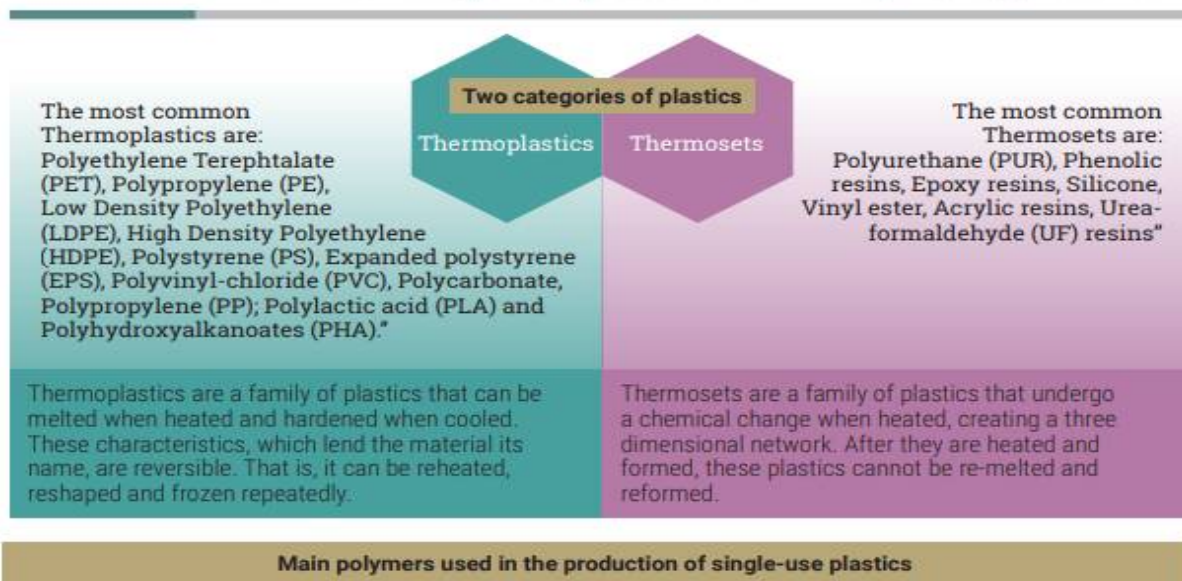 Two categories of plastics
The most common
Thermoplastics are:
Polyethylene Terephtalate
(PET), Polypropylene (PE),
Low Density Polyethylene
(LDPE), High Density Polyethylene
(HDPE), Polystyrene (PS), Expanded polystyrene
(EPS), Polyvinyl-chloride (PVC), Polycarbonate,
Polypropylene (PP); Polylactic acid (PLA) and
Polyhydroxyalkanoates (PHA)."
Thermoplastics
Thermosets
The most common
Thermosets are:
Polyurethane (PUR), Phenolic
resins, Epoxy resins, Silicone,
Vinyl ester, Acrylic resins, Urea-
formaldehyde (UF) resins"
Thermoplastics are a family of plastics that can be
melted when heated and hardened when cooled.
These characteristics, which lend the material its
name, are reversible. That is, it can be reheated,
reshaped and frozen repeatedly.
Thermosets are a family of plastics that undergo
a chemical change when heated, creating a three
dimensional network. After they are heated and
formed, these plastics cannot be re-melted and
reformed.
Main polymers used in the production of single-use plastics